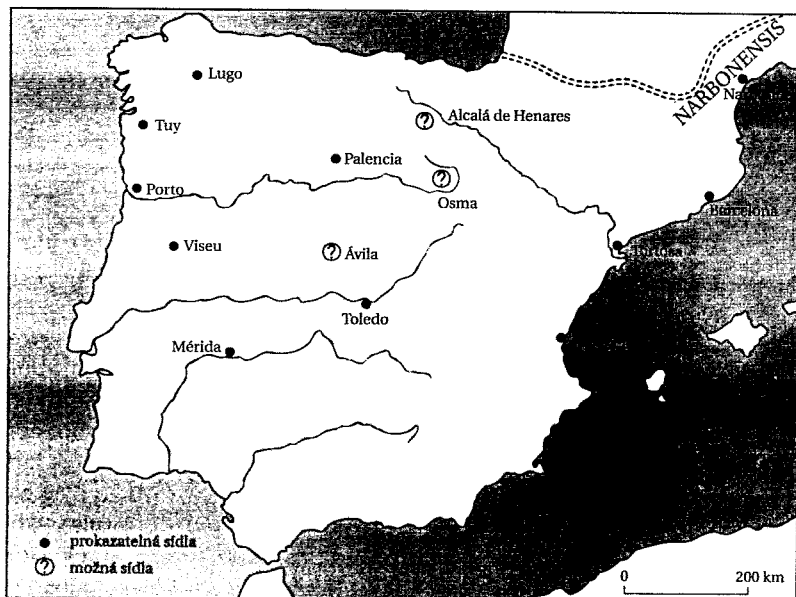 NARBONENSIS
Lugo
Alcalá de Henares
Tuy
Palencia
Porto
Osma
Barcelona
Viseu
Ávila
Tortosa
Toledo
Mérida
prokazatelná sídla
možná sídla
0
200 km